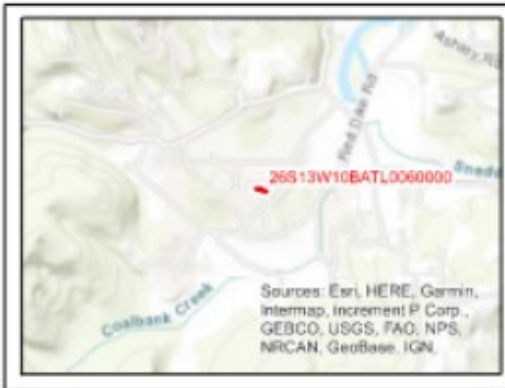 Ashley Rd
Red Dike Rd
26S13W10BATL0060000
Coalbank Creek
Sources: Esri, HERE, Garmin,
Intermap, increment P Corp.,
GEBCO, USGS, FAO, NPS,
NRCAN, GeoBase, IGN,